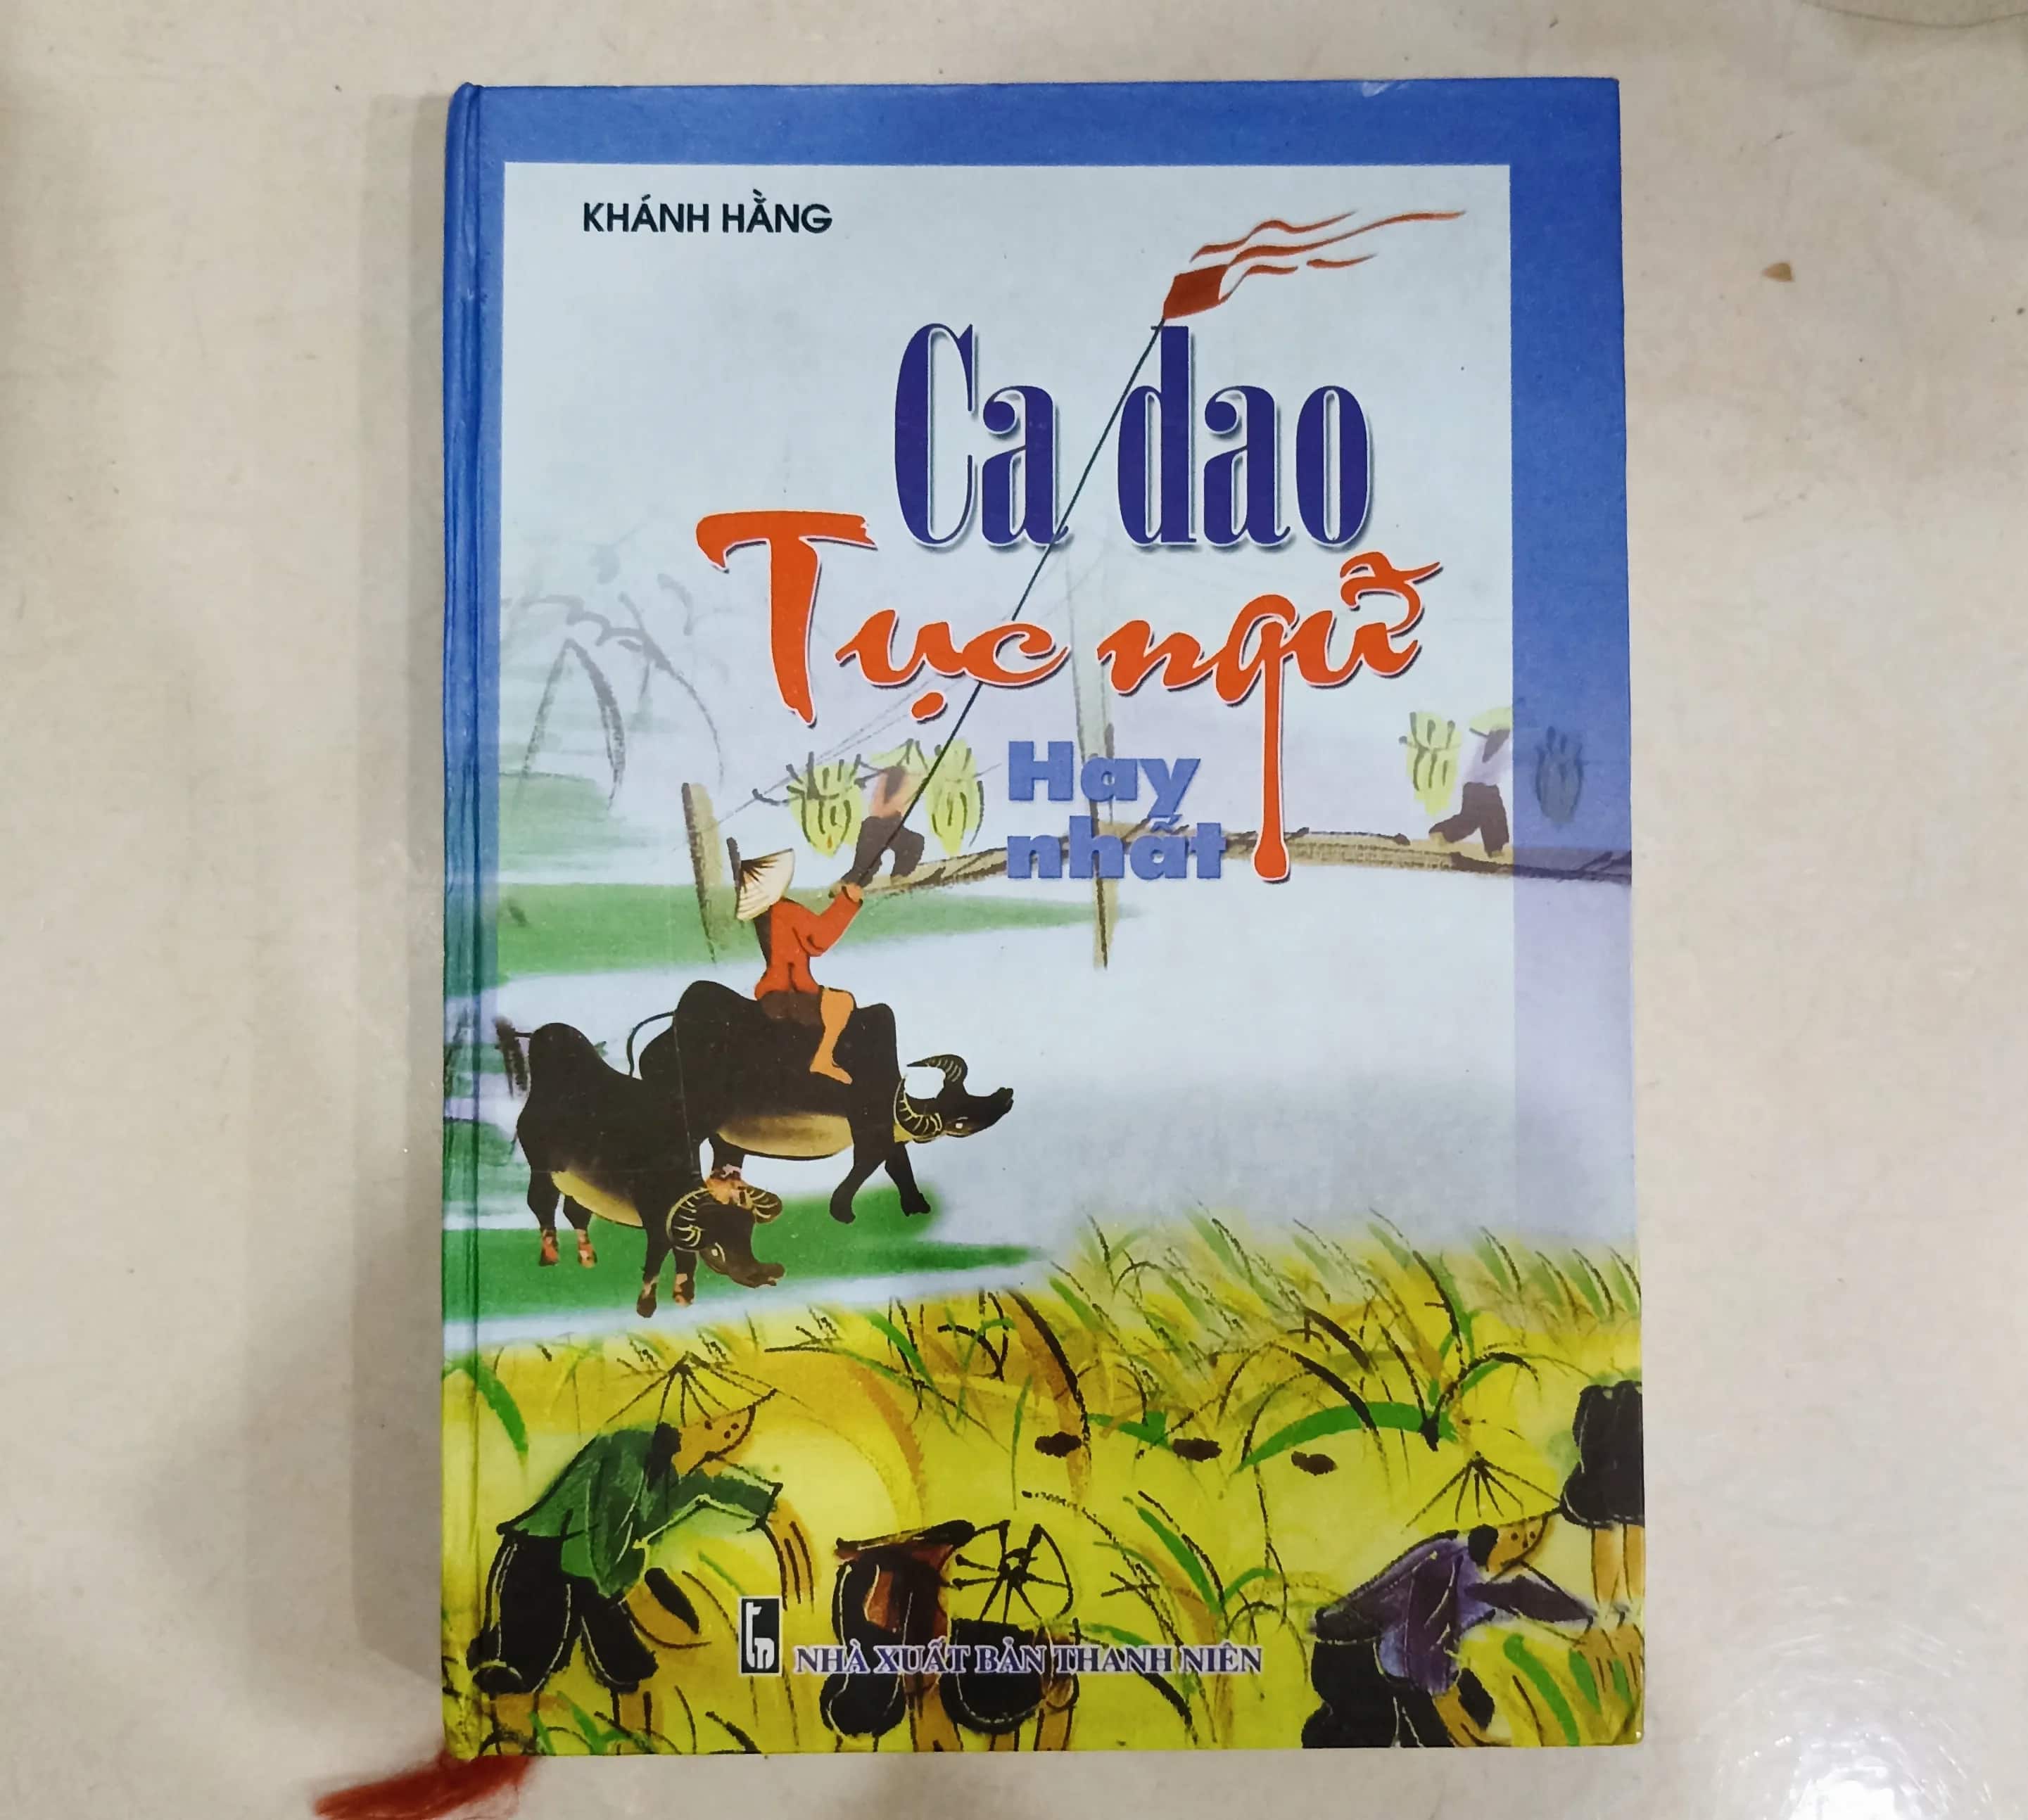 KHÁNH HẰNG
Ca dao
Tục ngữ
Hay
nhất
NHÀ XUẤT BẢN THANH NIÊN